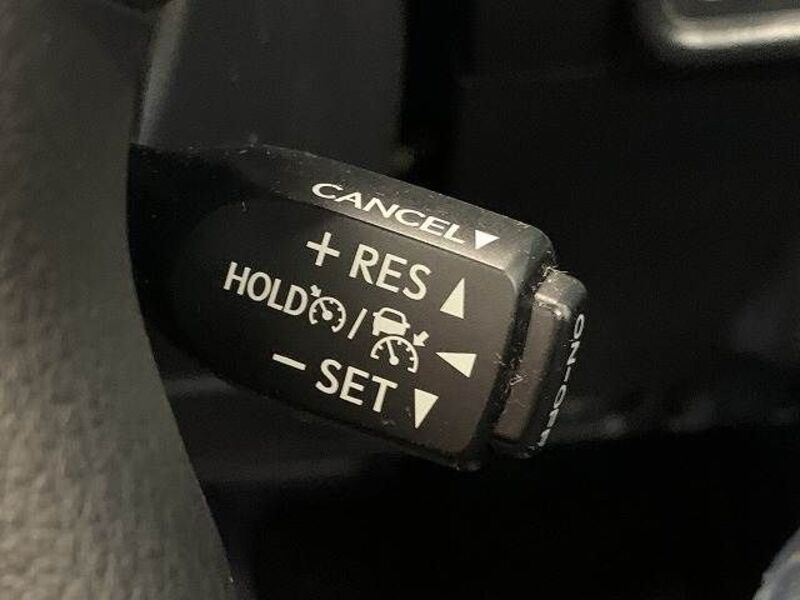 CANCEL▼
+ RES ▲
HOLD / ◀
− SET ▼
ON-OFF